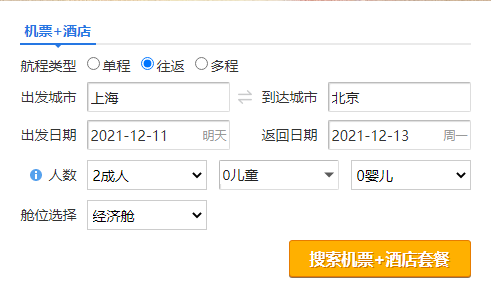 机票+酒店
航程类型 单程 往返 多程
出发城市 上海 到达城市 北京
出发日期 2021-12-11 明天 返回日期 2021-12-13 周一
人数 2成人 0儿童 0婴儿
舱位选择 经济舱
搜索机票+酒店套餐